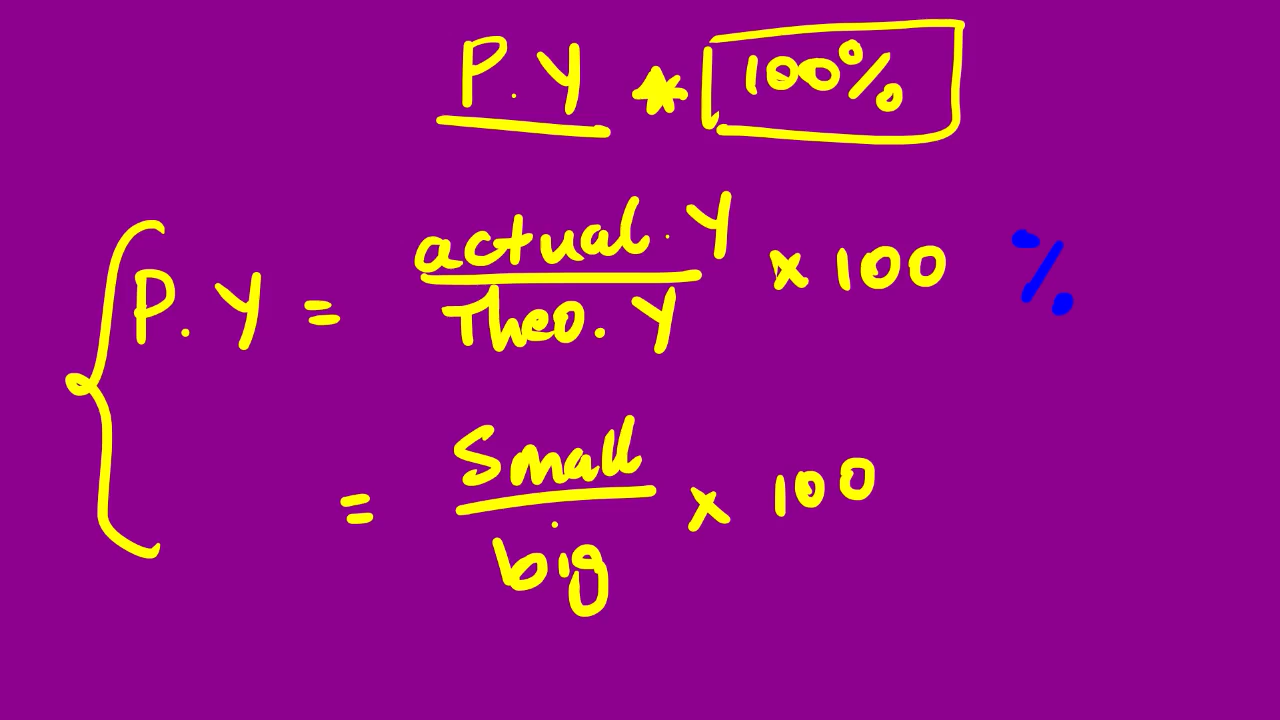 P.Y * 100%
P.Y = actual.Y / Theo.Y x 100 %
= Small / big x 100